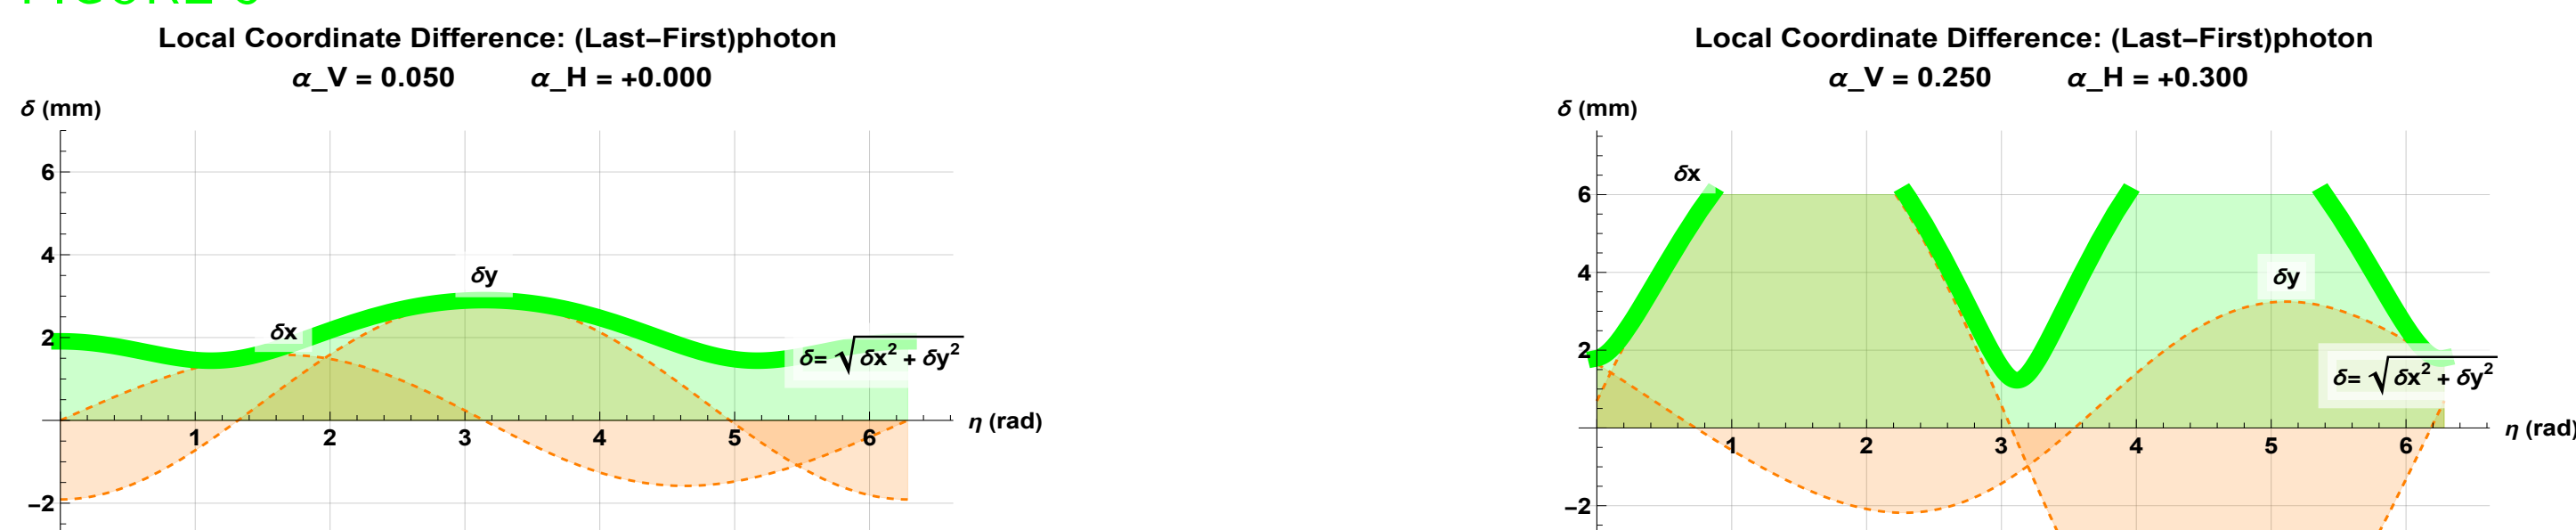 Local Coordinate Difference: (Last–First)photon
α_V = 0.050 α_H = +0.000
δ (mm)
6
4
2
−2
δx
δy
δ= √δx² + δy²
1 2 3 4 5 6
η (rad)
Local Coordinate Difference: (Last–First)photon
α_V = 0.250 α_H = +0.300
δ (mm)
6
4
2
−2
δx
δy
δ= √δx² + δy²
1 2 3 4 5 6
η (rad)